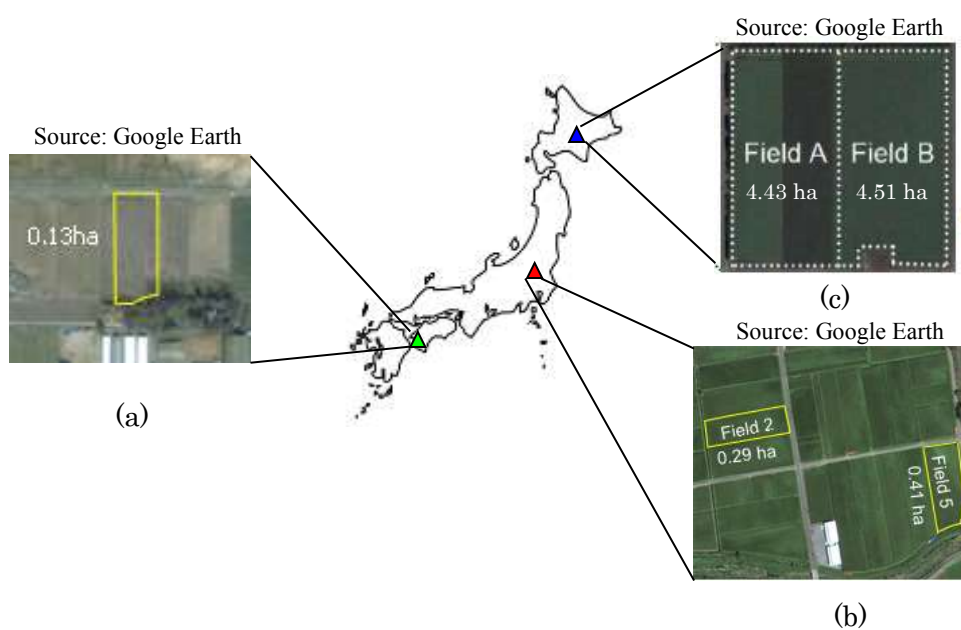 Source: Google Earth
Field A
4.43 ha
Field B
4.51 ha
(c)
Source: Google Earth
0.13ha
(a)
Source: Google Earth
Field 2
0.29 ha
Field 5
0.41 ha
(b)